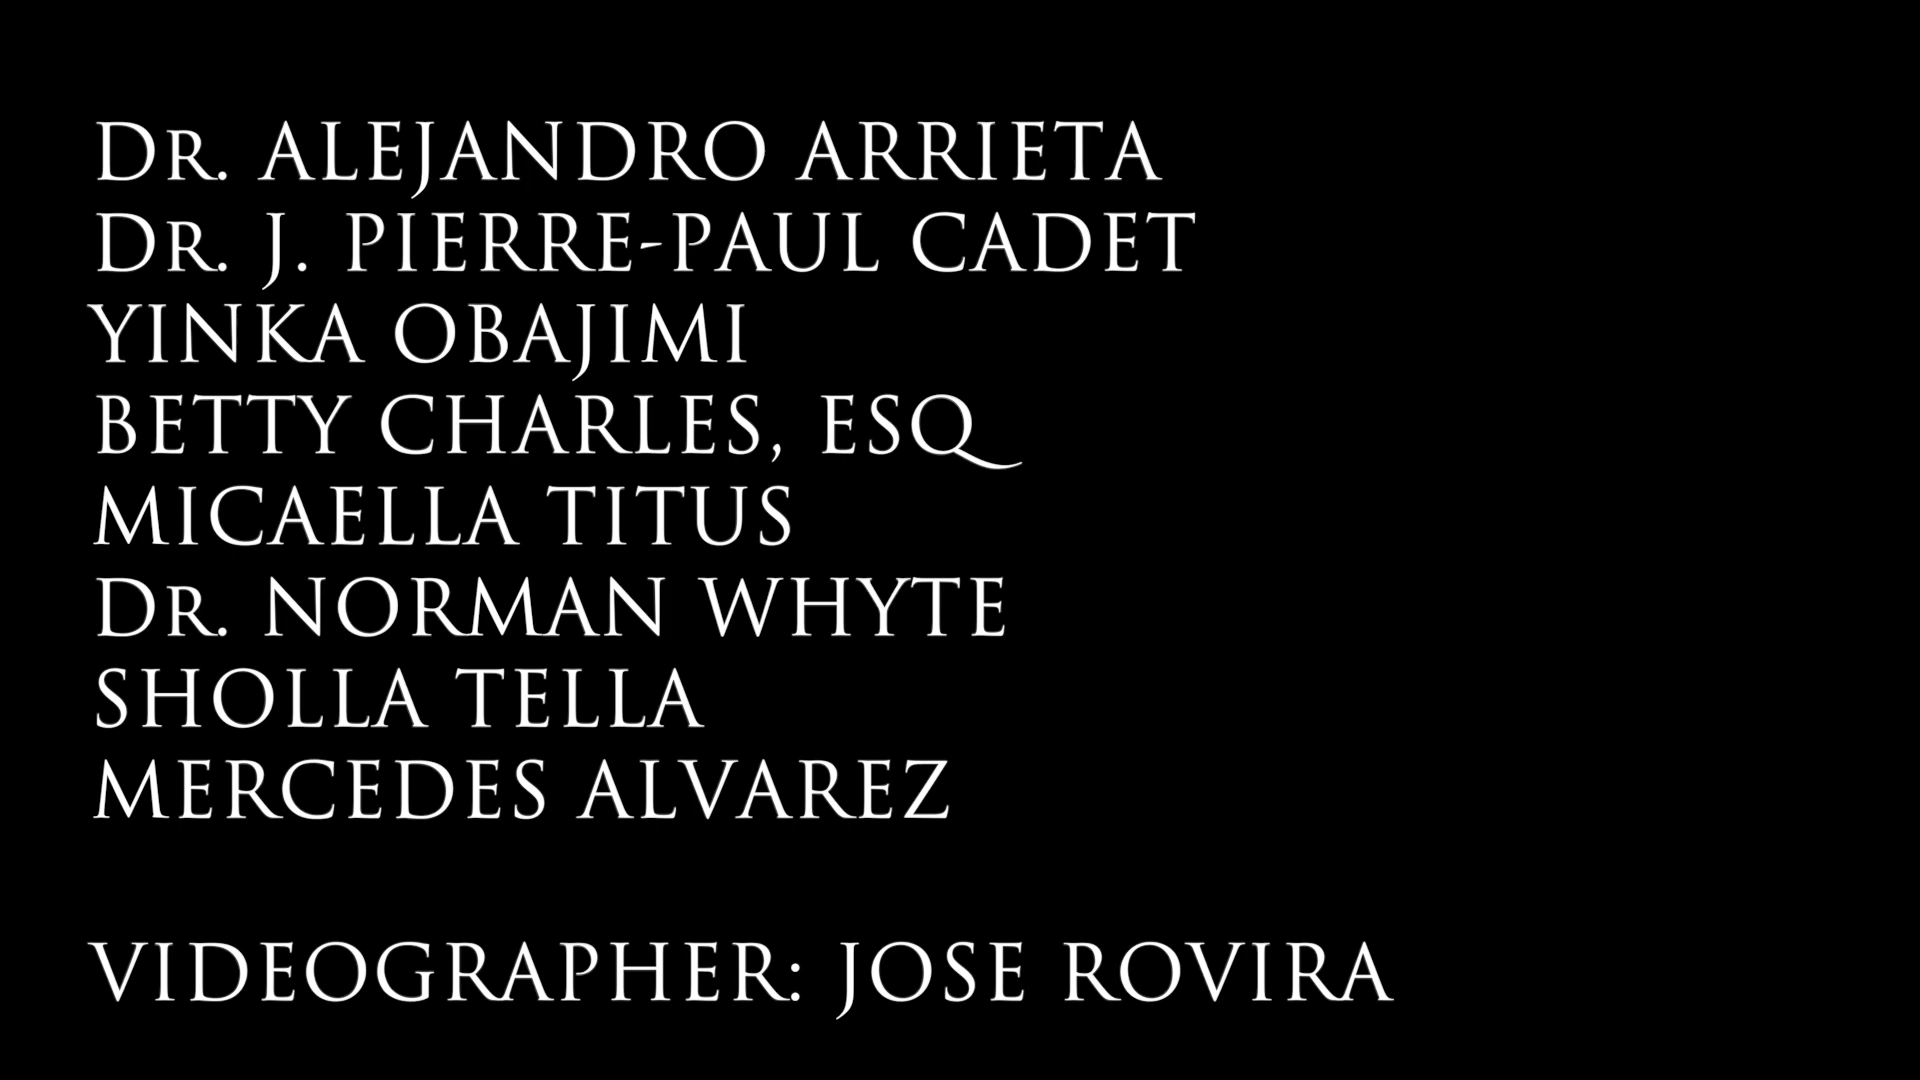 Dr. ALEJANDRO ARRIETA
Dr. J. PIERRE-PAUL CADET
YINKA OBAJIMI
BETTY CHARLES, ESQ
MICAELLA TITUS
Dr. NORMAN WHYTE
SHOLLA TELLA
MERCEDES ALVAREZ
VIDEOGRAPHER: JOSE ROVIRA